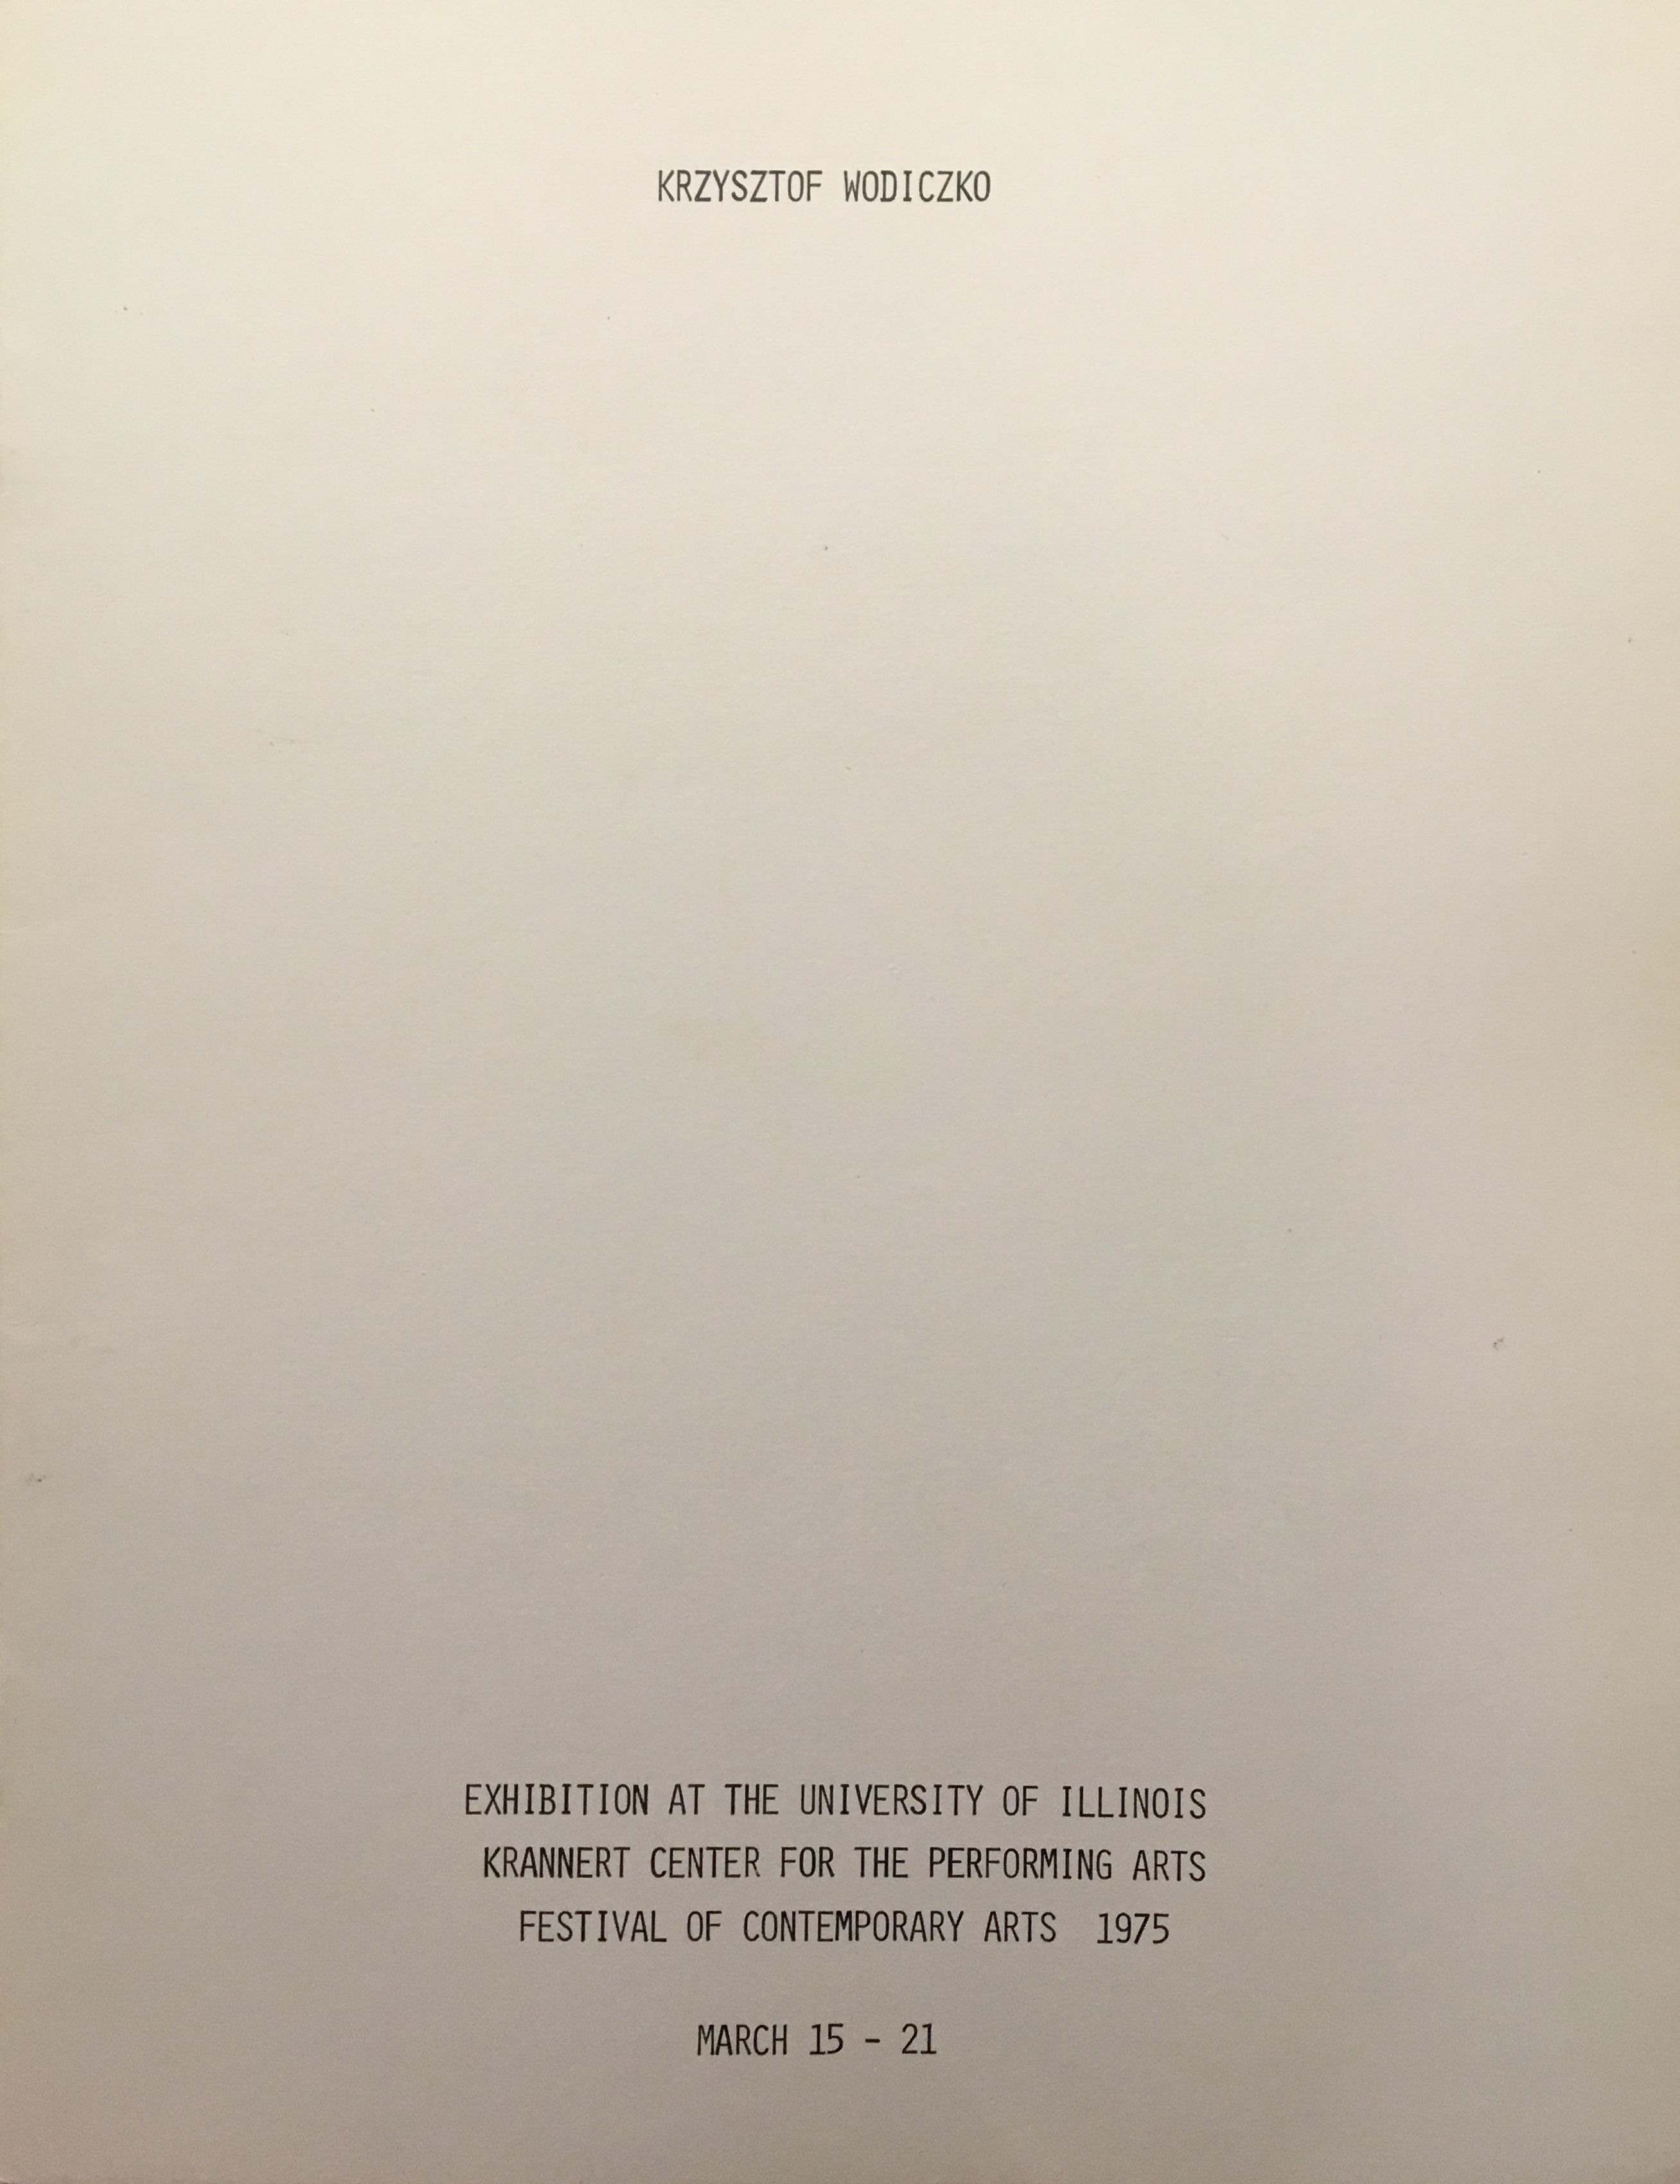 KRZYSZTOF WODICZKO
EXHIBITION AT THE UNIVERSITY OF ILLINOIS
KRANNERT CENTER FOR THE PERFORMING ARTS
FESTIVAL OF CONTEMPORARY ARTS  1975
MARCH 15 - 21